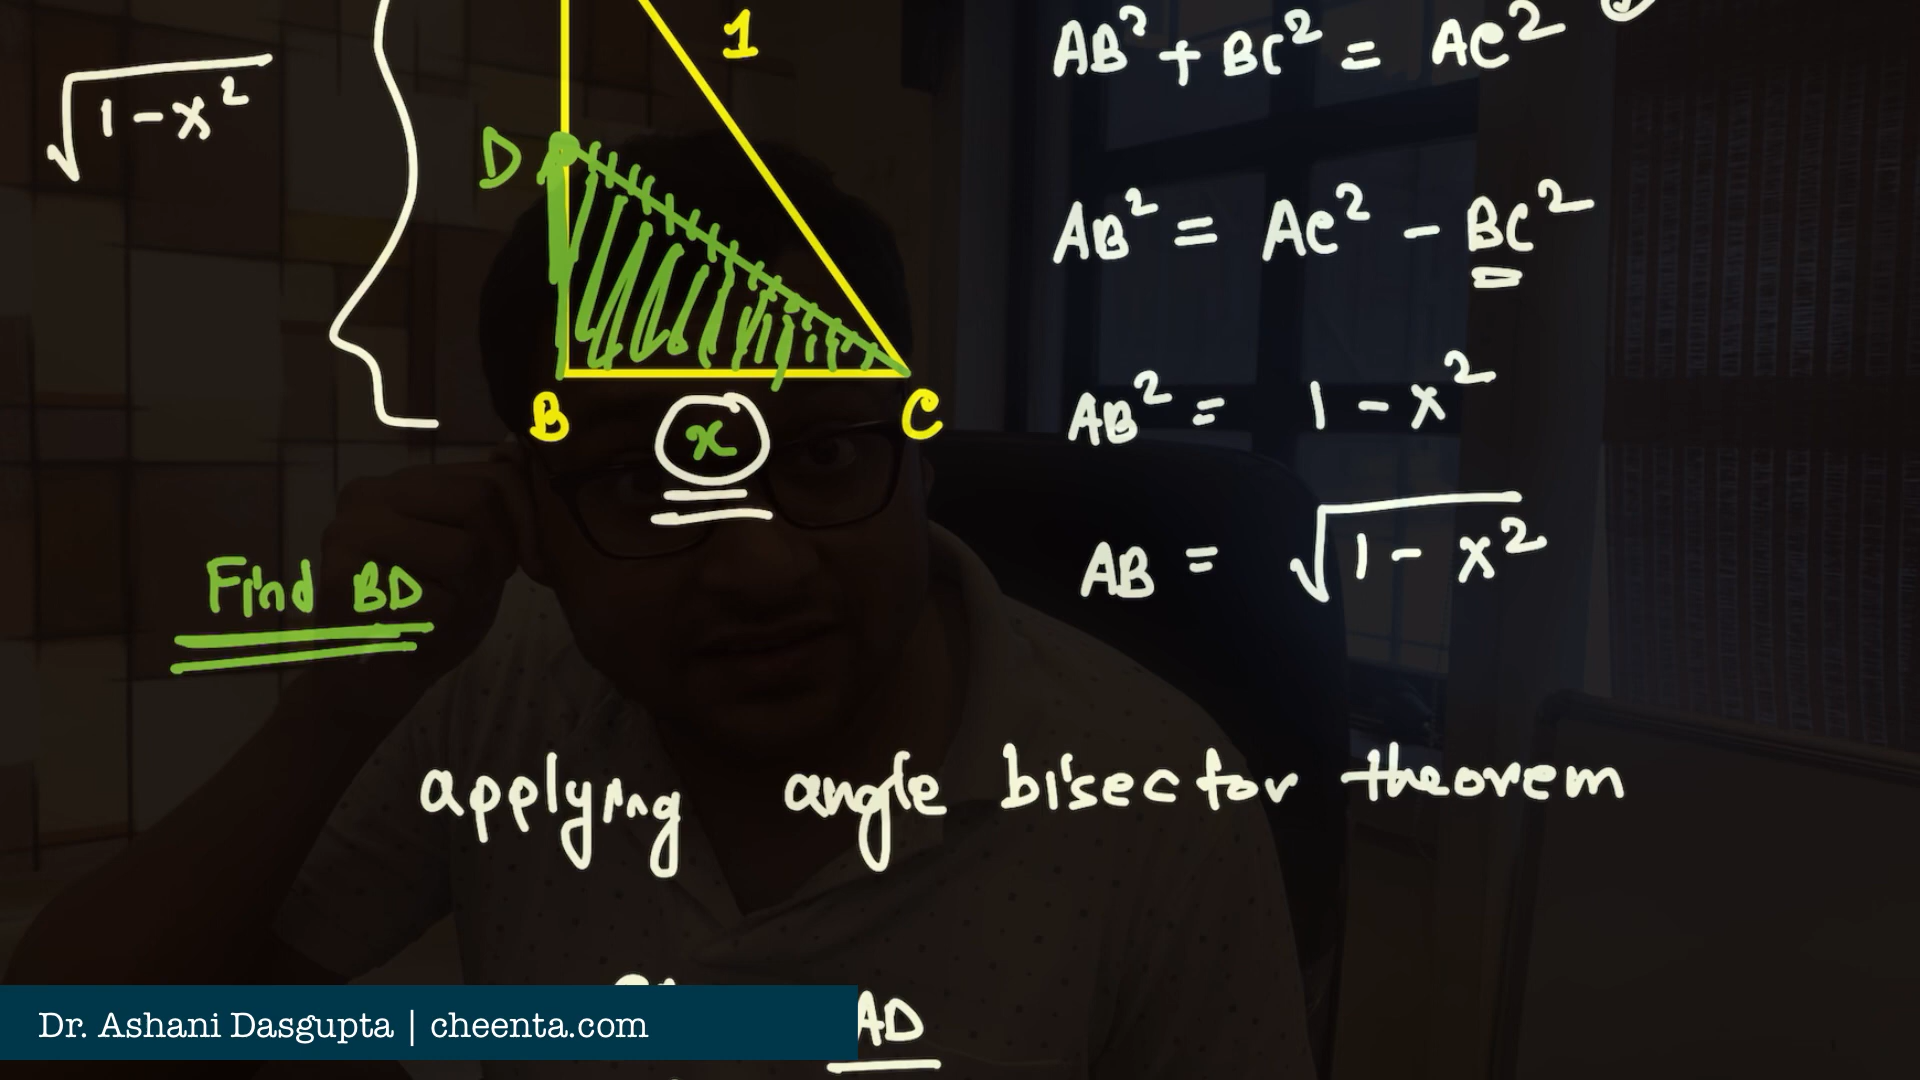 1
AB² + BC² = AC²
√1-x²
D
AB² = AC² - BC²
B
C
x
AB² = 1-x²
AB = √1-x²
Find BD
applying angle bisector theorem
AD
Dr. Ashani Dasgupta | cheenta.com